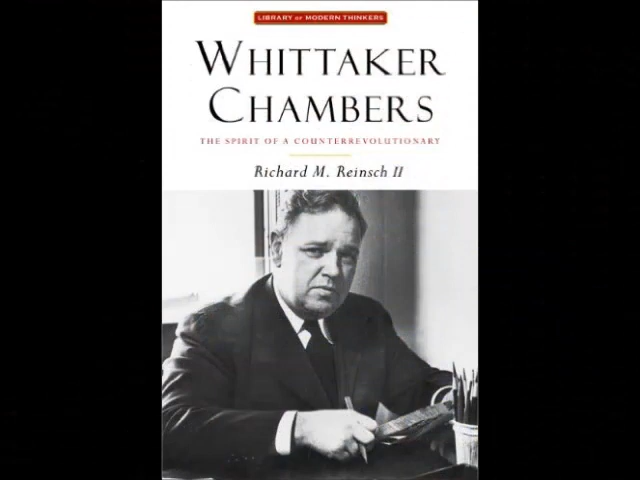 LIBRARY of MODERN THINKERS
WHITTAKER
CHAMBERS
THE SPIRIT OF A COUNTERREVOLUTIONARY
Richard M. Reinsch II